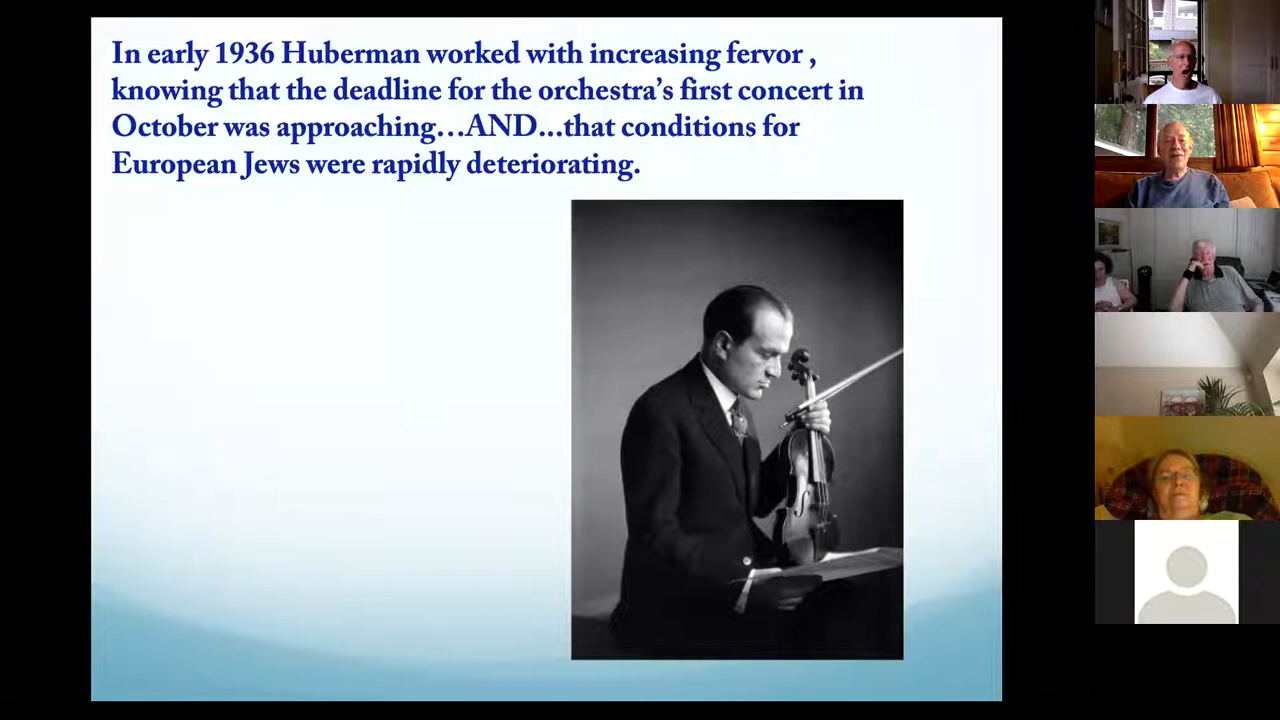 In early 1936 Huberman worked with increasing fervor ,
knowing that the deadline for the orchestra’s first concert in
October was approaching…AND...that conditions for
European Jews were rapidly deteriorating.